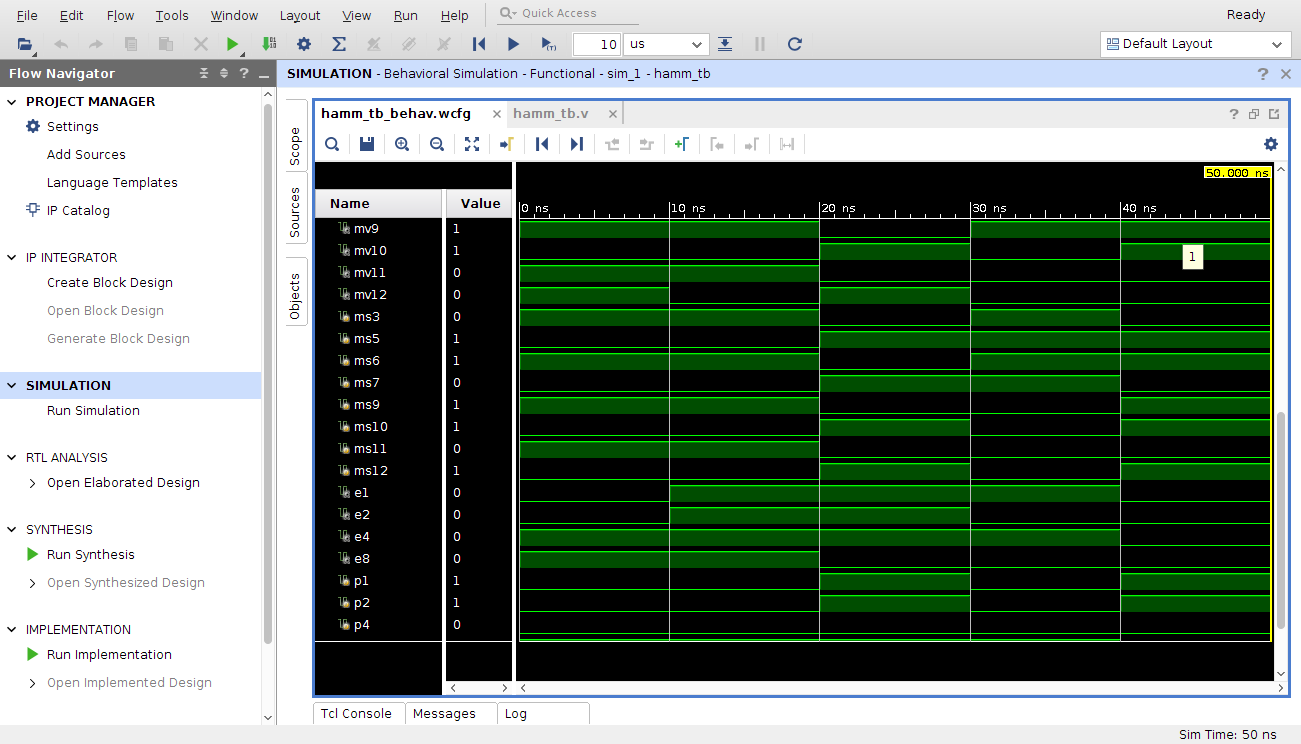 File Edit Flow Tools Window Layout View Run Help Quick Access Ready
10 us Default Layout
Flow Navigator
SIMULATION - Behavioral Simulation - Functional - sim_1 - hamm_tb
PROJECT MANAGER
Settings
Add Sources
Language Templates
IP Catalog
IP INTEGRATOR
Create Block Design
Open Block Design
Generate Block Design
SIMULATION
Run Simulation
RTL ANALYSIS
Open Elaborated Design
SYNTHESIS
Run Synthesis
Open Synthesized Design
IMPLEMENTATION
Run Implementation
Open Implemented Design
Scope
Sources
Objects
hamm_tb_behav.wcfg hamm_tb.v
50.000 ns
Name Value 0 ns 10 ns 20 ns 30 ns 40 ns
mv9 1
mv10 1
1
mv11 0
mv12 0
ms3 0
ms5 1
ms6 1
ms7 0
ms9 1
ms10 1
ms11 0
ms12 1
e1 0
e2 0
e4 0
e8 0
p1 1
p2 1
p4 0
Tcl Console Messages Log
Sim Time: 50 ns